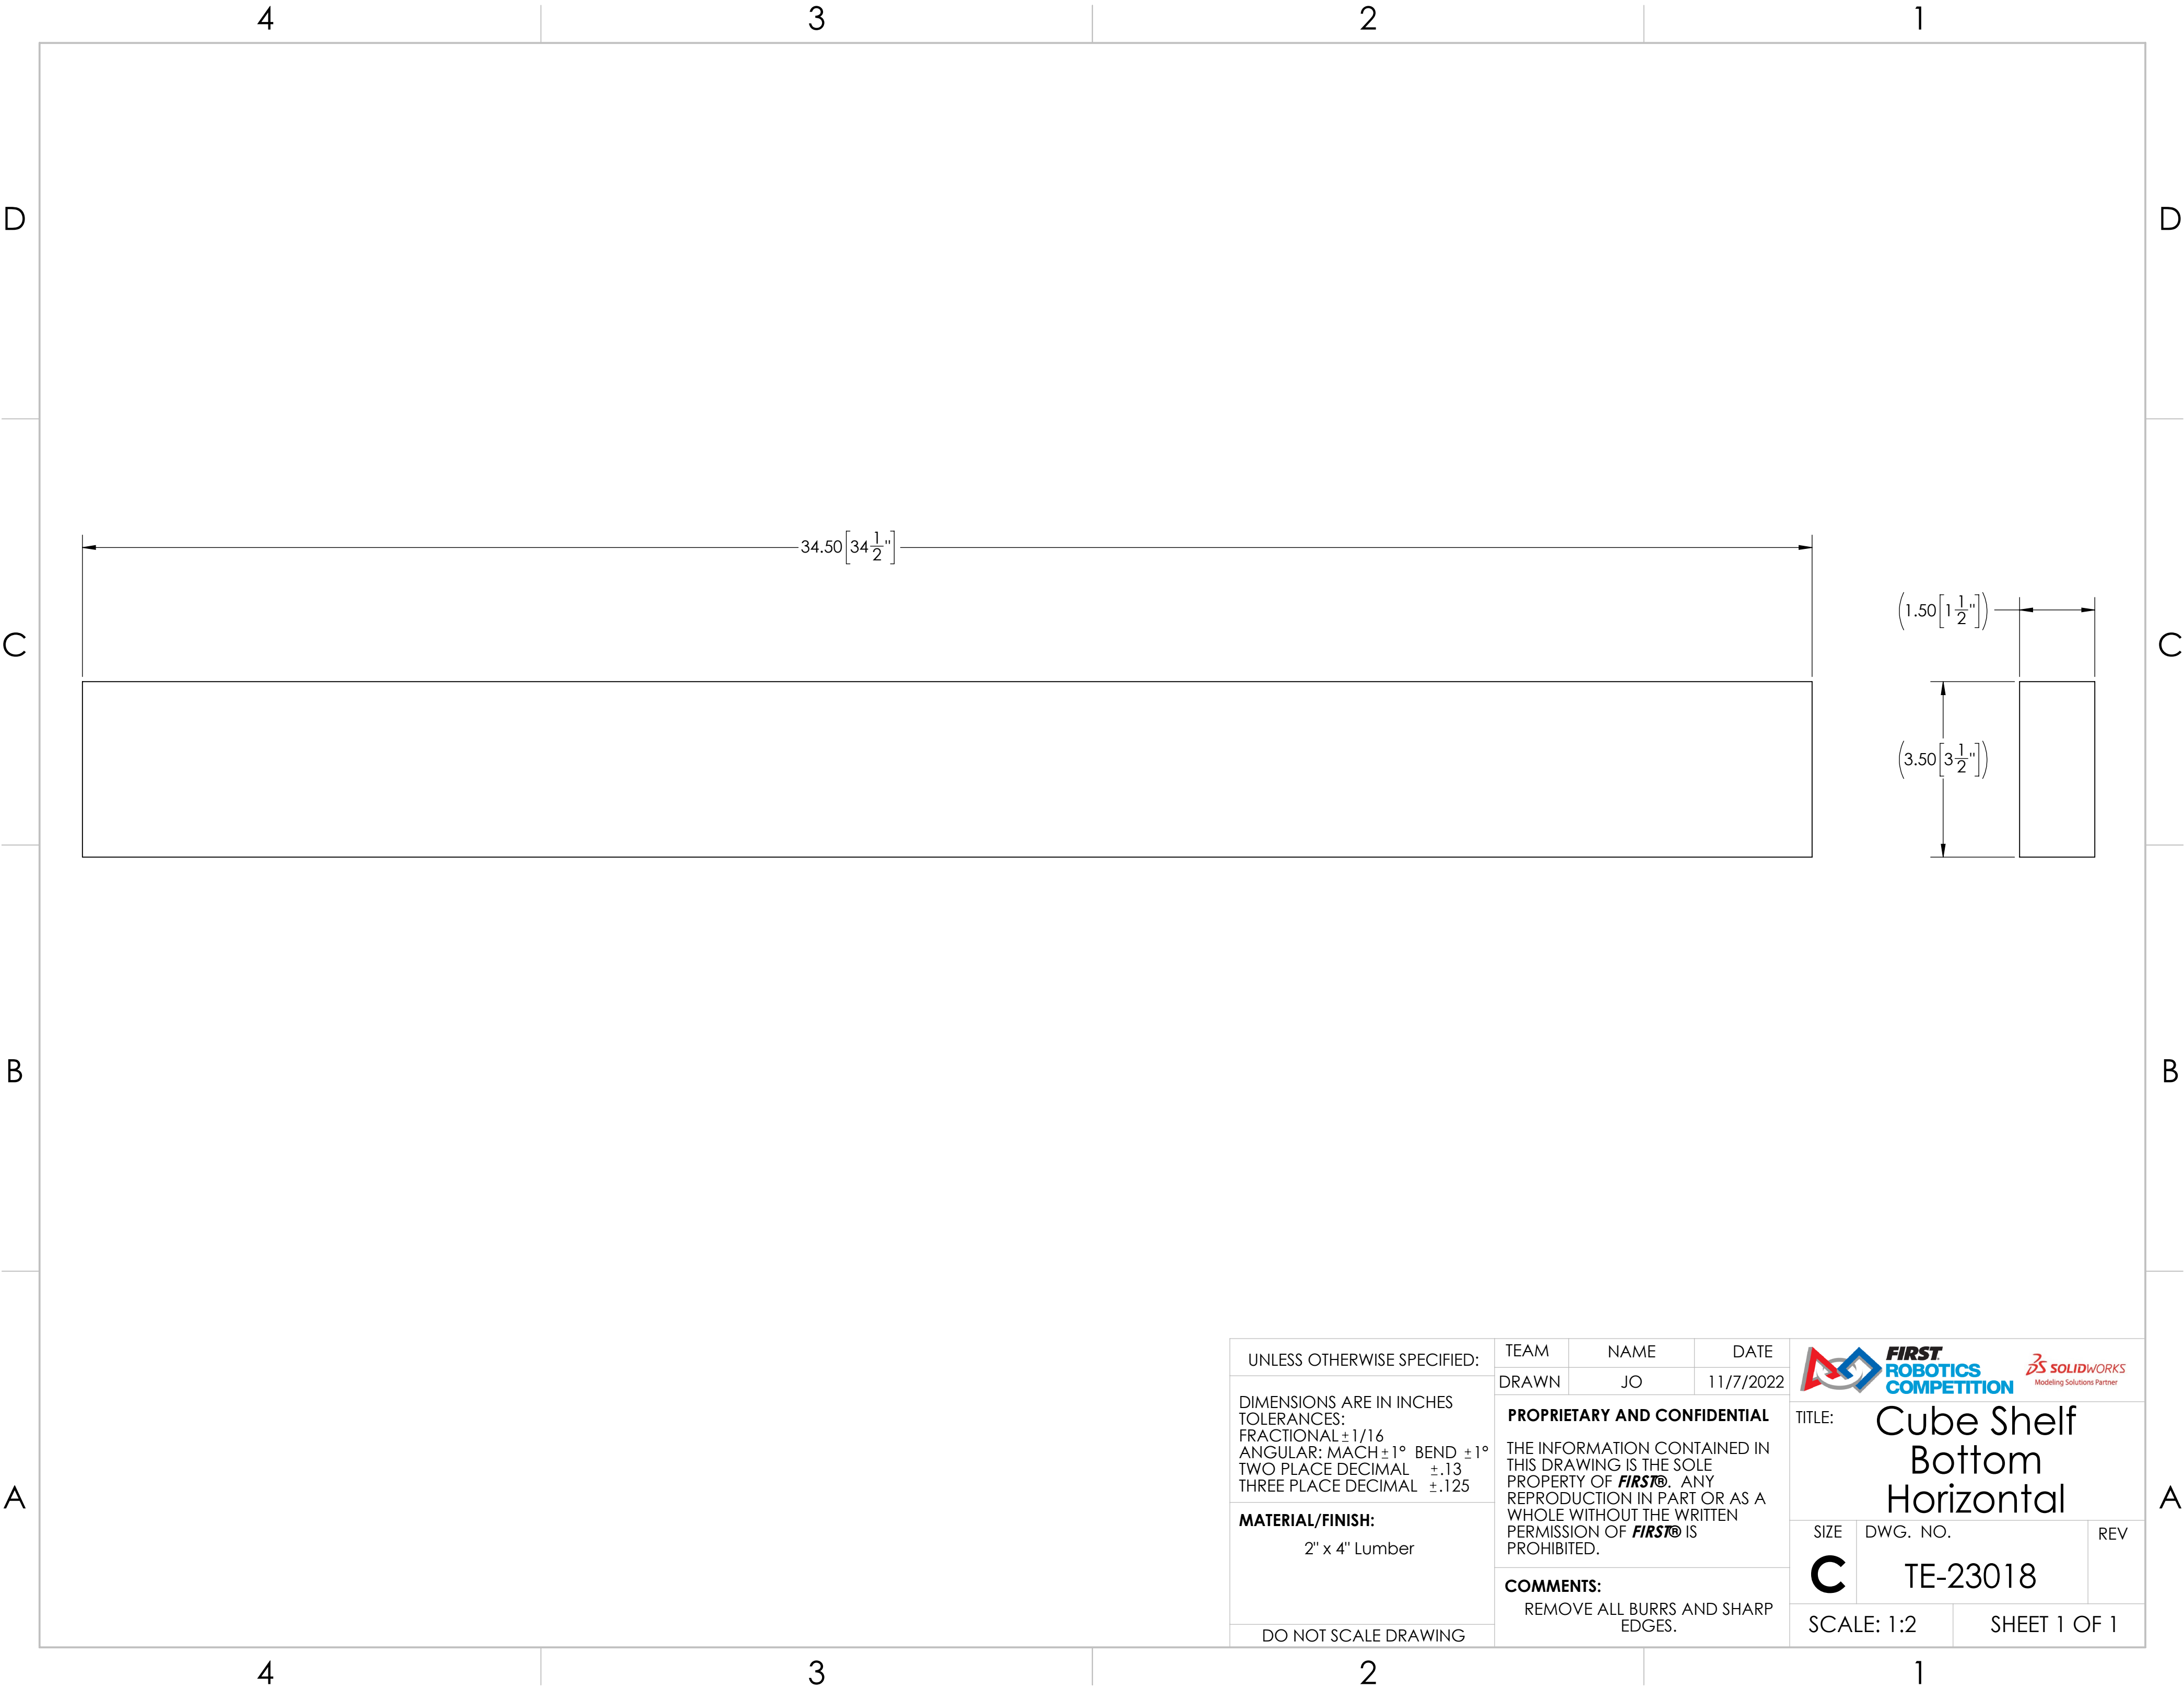 4 3 2 1
D D
34.50[34 1/2"]
(1.50[1 1/2"])
C C
(3.50[3 1/2"])
B B
UNLESS OTHERWISE SPECIFIED:
DIMENSIONS ARE IN INCHES
TOLERANCES:
FRACTIONAL ±1/16
ANGULAR: MACH ±1° BEND ±1°
TWO PLACE DECIMAL ±.13
THREE PLACE DECIMAL ±.125
MATERIAL/FINISH:
2" x 4" Lumber
DO NOT SCALE DRAWING
TEAM NAME DATE
DRAWN JO 11/7/2022
PROPRIETARY AND CONFIDENTIAL
THE INFORMATION CONTAINED IN
THIS DRAWING IS THE SOLE
PROPERTY OF FIRST®. ANY
REPRODUCTION IN PART OR AS A
WHOLE WITHOUT THE WRITTEN
PERMISSION OF FIRST® IS
PROHIBITED.
COMMENTS:
REMOVE ALL BURRS AND SHARP
EDGES.
FIRST
ROBOTICS
COMPETITION
SOLIDWORKS
Modeling Solutions Partner
TITLE:
Cube Shelf
Bottom
Horizontal
SIZE DWG. NO. REV
C TE-23018
SCALE: 1:2 SHEET 1 OF 1
A A
4 3 2 1